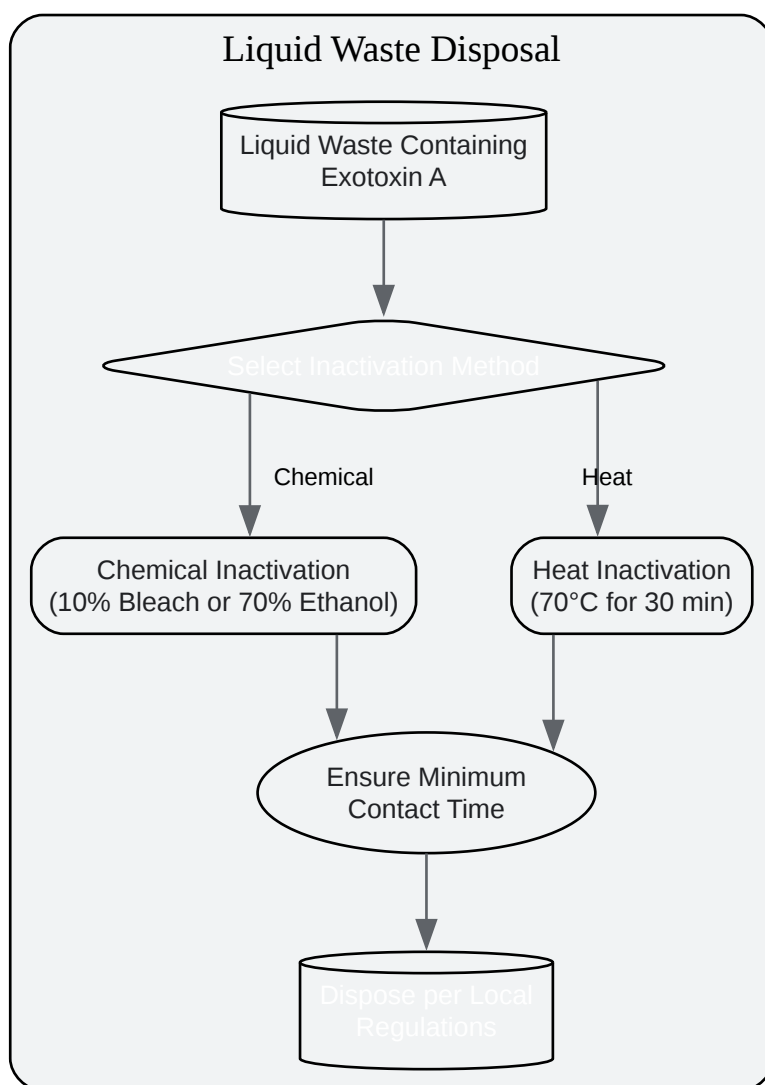 Liquid Waste Disposal
Liquid Waste Containing
Exotoxin A
Select Inactivation Method
Chemical
Heat
Chemical Inactivation
(10% Bleach or 70% Ethanol)
Heat Inactivation
(70°C for 30 min)
Ensure Minimum
Contact Time
Dispose per Local
Regulations